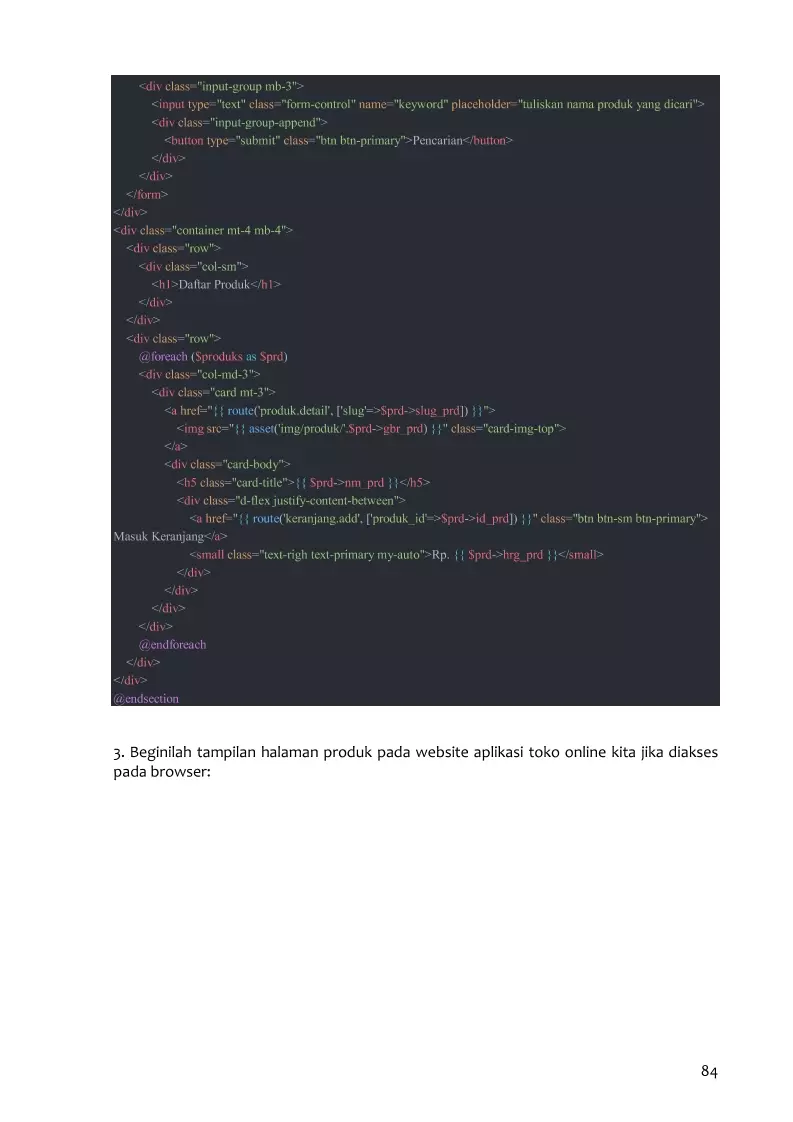 <div class="input-group mb-3">
<input type="text" class="form-control" name="keyword" placeholder="tuliskan nama produk yang dicari">
<div class="input-group-append">
<button type="submit" class="btn btn-primary">Pencarian</button>
</div>
</div>
</form>
</div>
<div class="container mt-4 mb-4">
<div class="row">
<div class="col-sm">
<h1>Daftar Produk</h1>
</div>
</div>
<div class="row">
@foreach ($produks as $prd)
<div class="col-md-3">
<div class="card mt-3">
<a href="{{ route('produk.detail', ['slug'=>$prd->slug_prd]) }}">
<img src="{{ asset('img/produk/'.$prd->gbr_prd) }}" class="card-img-top">
</a>
<div class="card-body">
<h5 class="card-title">{{ $prd->nm_prd }}</h5>
<div class="d-flex justify-content-between">
<a href="{{ route('keranjang.add', ['produk_id'=>$prd->id_prd]) }}" class="btn btn-sm btn-primary">
Masuk Keranjang</a>
<small class="text-righ text-primary my-auto">Rp. {{ $prd->hrg_prd }}</small>
</div>
</div>
</div>
</div>
@endforeach
</div>
</div>
@endsection
3. Beginilah tampilan halaman produk pada website aplikasi toko online kita jika diakses
pada browser:
84